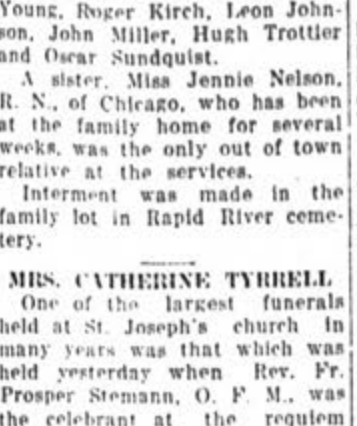 Young, Roger Kirch, Leon John-
son, John Miller, Hugh Trottier
and Oscar Sundquist.
A sister, Miss Jennie Nelson,
R. N., of Chicago, who has been
at the family home for several
weeks, was the only out of town
relative at the services.
Interment was made in the
family lot in Rapid River ceme-
tery.
MRS. CATHERINE TYRRELL
One of the largest funerals
held at St. Joseph's church in
many years was that which was
held yesterday when Rev. Fr.
Prosper Stemann, O. F. M., was
the celebrant at the requiem